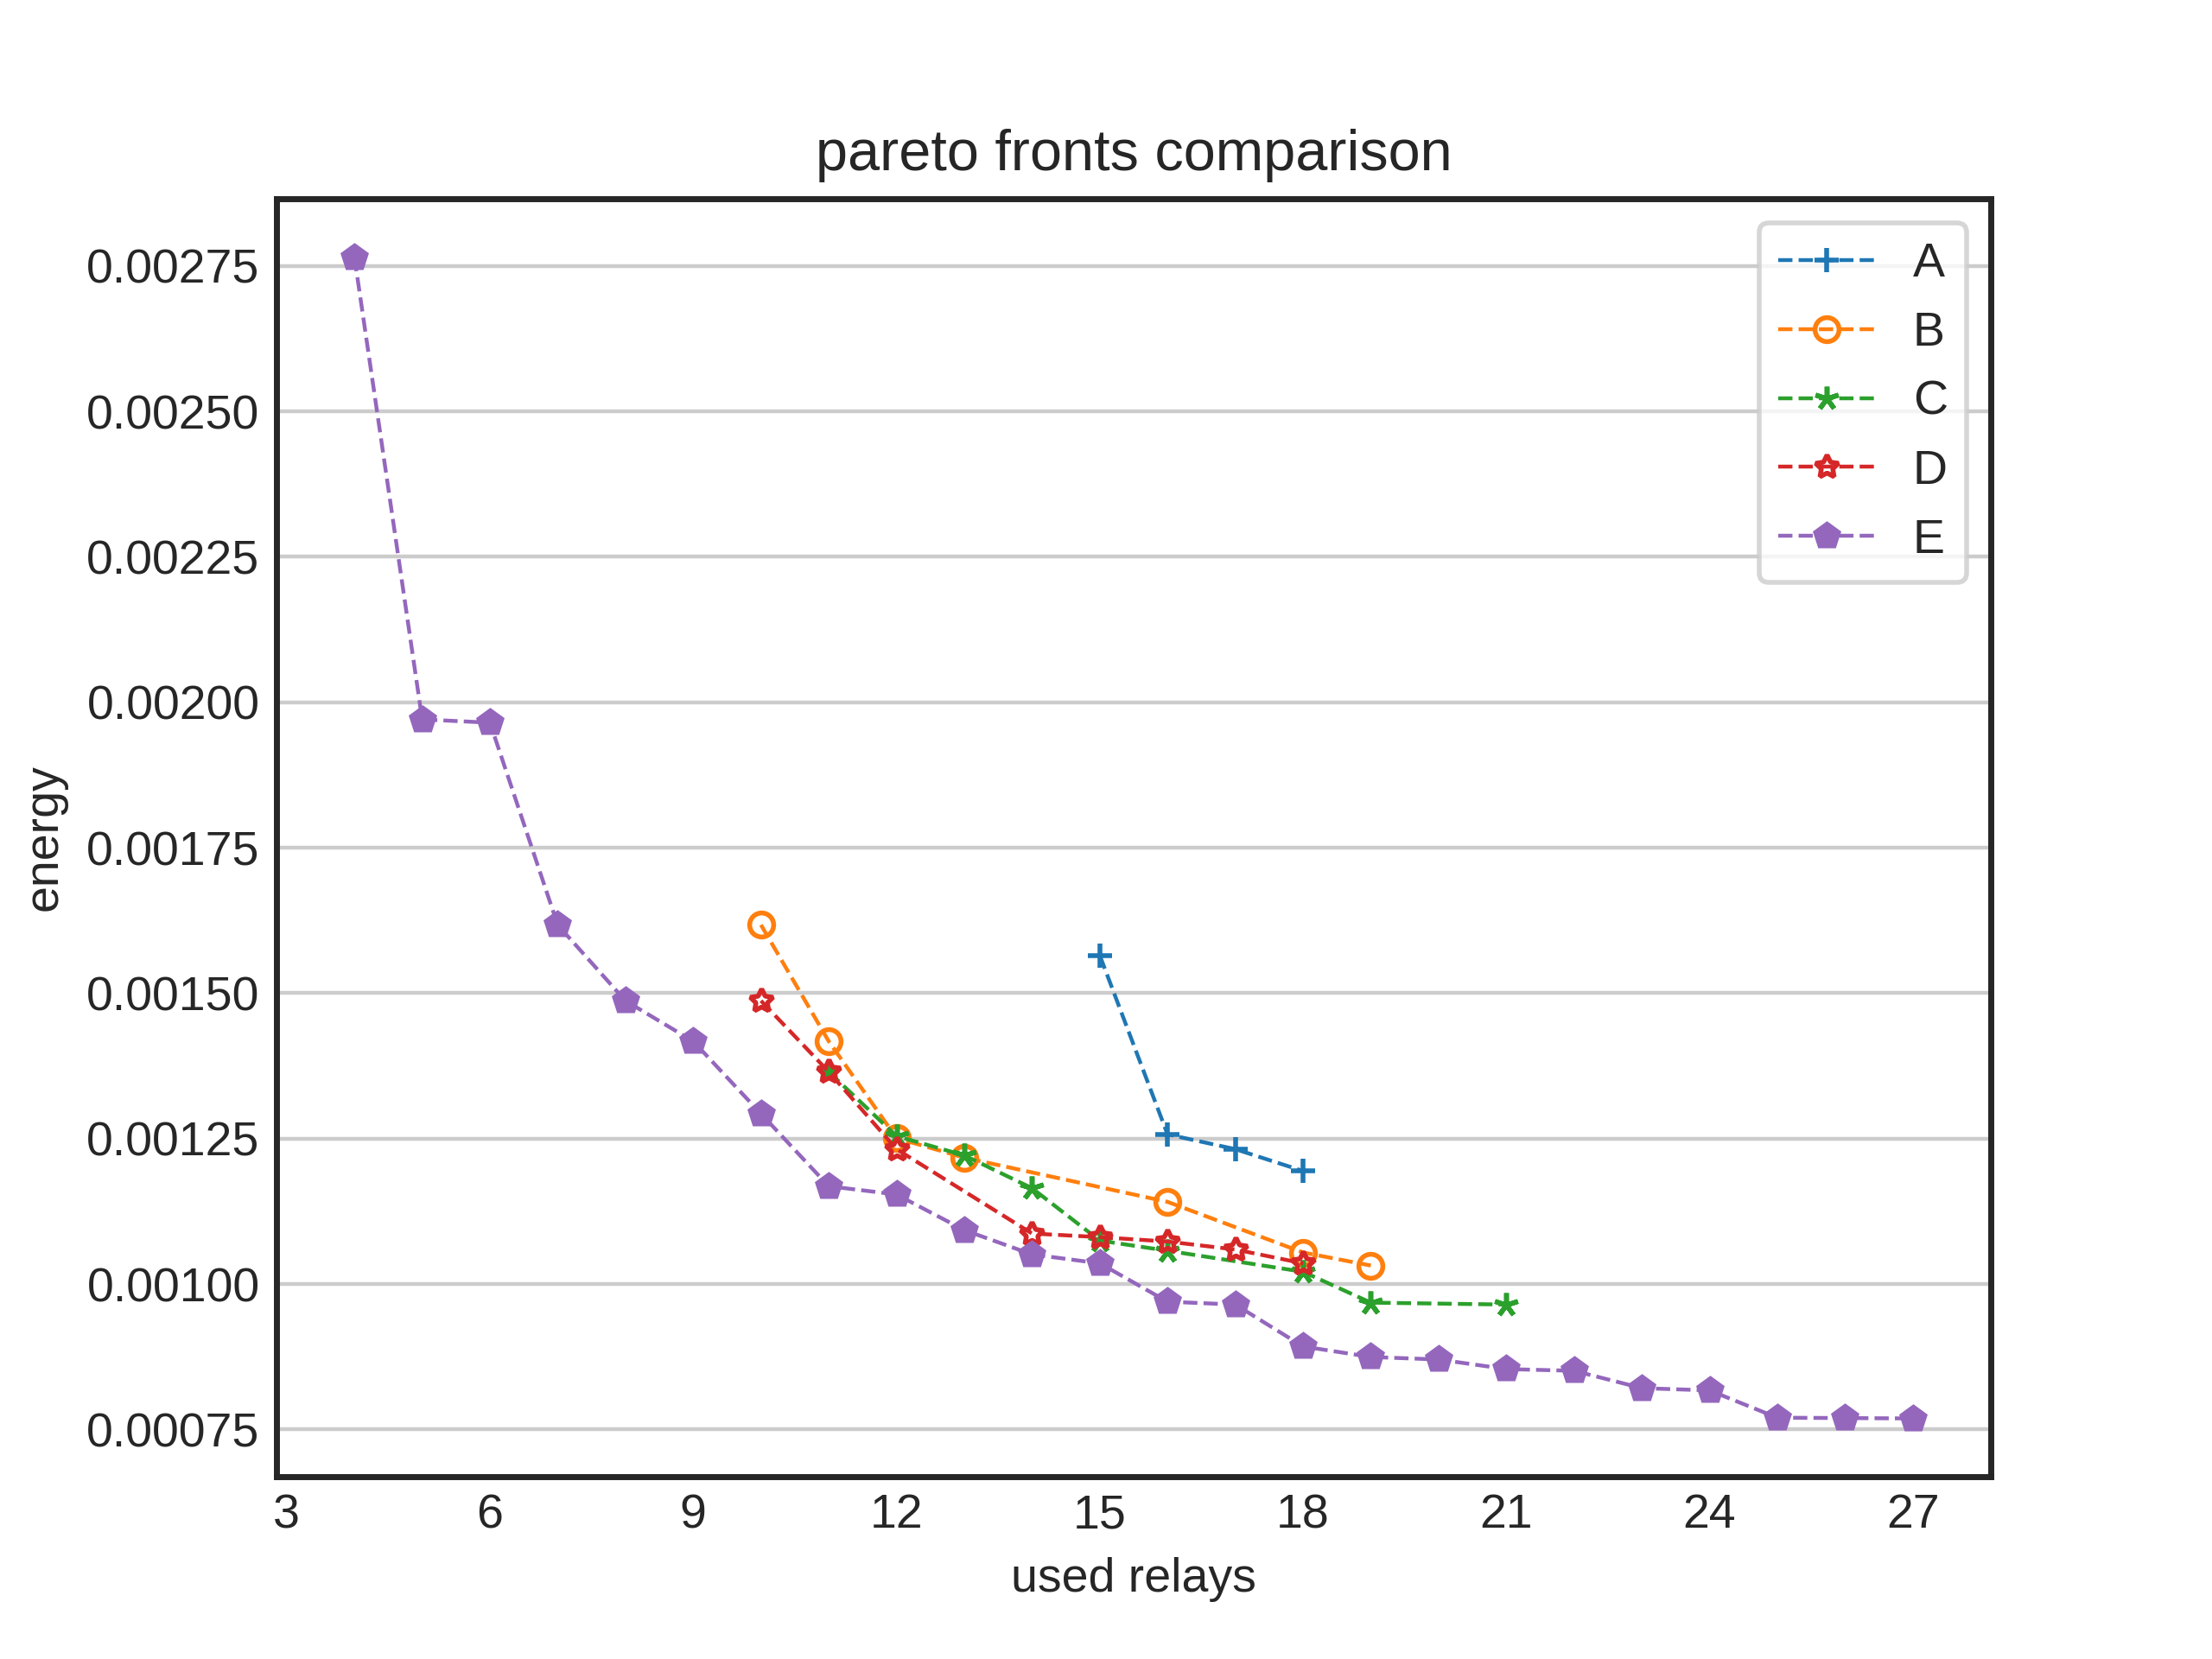 pareto fronts comparison
0.00275
0.00250
0.00225
0.00200
0.00175
0.00150
0.00125
0.00100
0.00075
energy
A
B
C
D
E
3 6 9 12 15 18 21 24 27
used relays